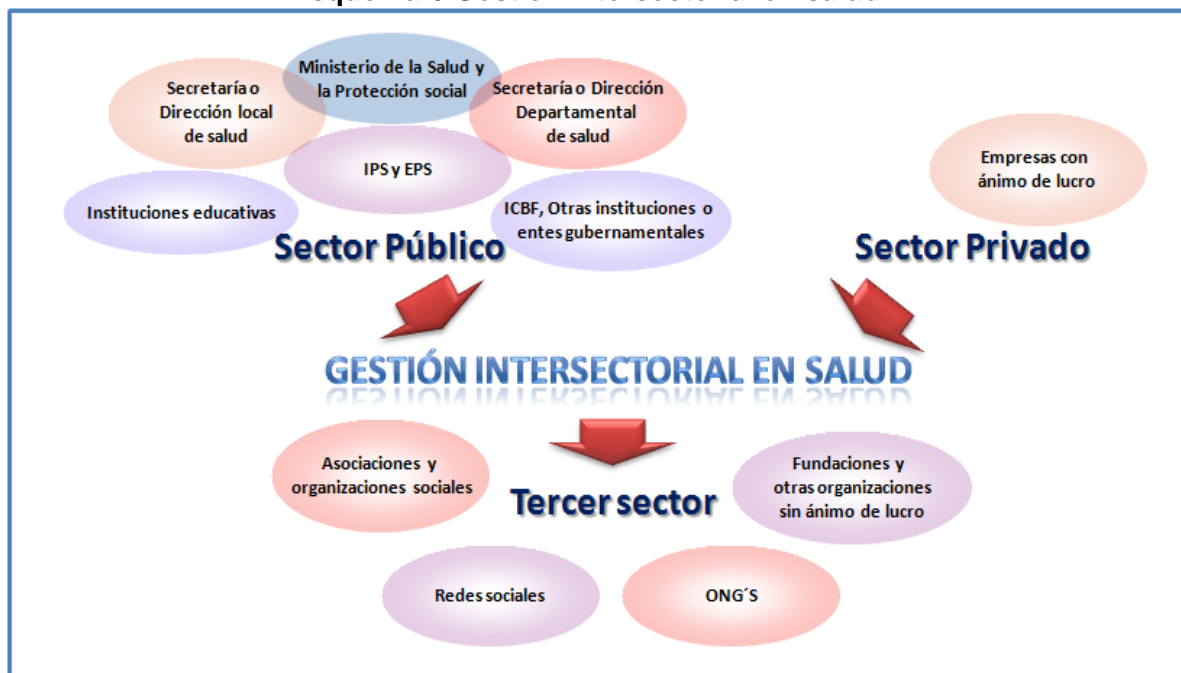 Ministerio de la Salud y
la Protección social
Secretaría o
Dirección local
de salud
Secretaría o Dirección
Departamental
de salud
IPS y EPS
Empresas con
ánimo de lucro
Instituciones educativas
ICBF, Otras instituciones o
entes gubernamentales
Sector Público
Sector Privado
GESTIÓN INTERSECTORIAL EN SALUD
Asociaciones y
organizaciones sociales
Tercer sector
Fundaciones y
otras organizaciones
sin ánimo de lucro
Redes sociales
ONG´S